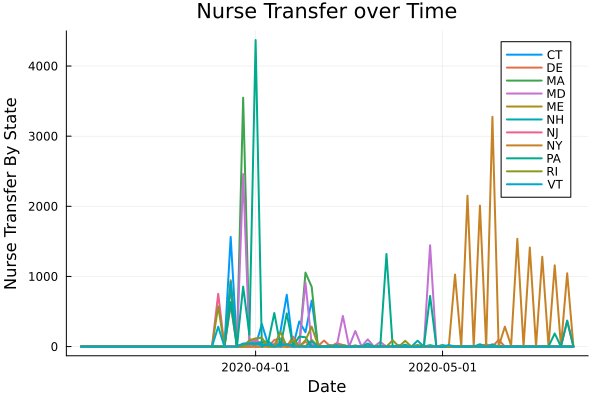 Nurse Transfer over Time
Nurse Transfer By State
4000
3000
2000
1000
0
2020-04-01
2020-05-01
Date
CT
DE
MA
MD
ME
NH
NJ
NY
PA
RI
VT